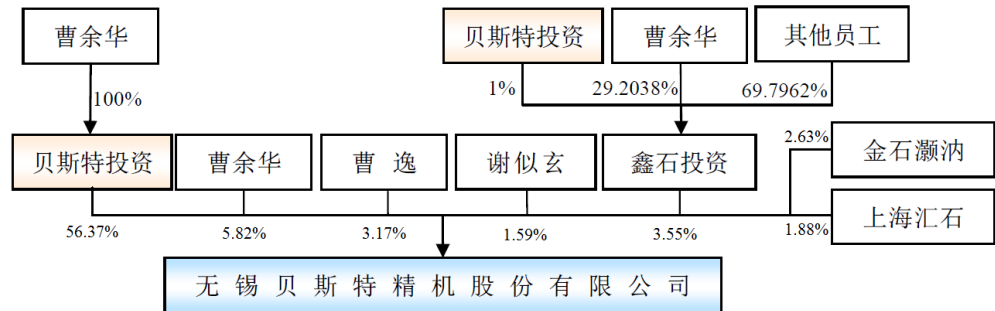 曹余华
贝斯特投资
曹余华
其他员工
100%
1%
29.2038%
69.7962%
贝斯特投资
曹余华
曹 逸
谢似玄
鑫石投资
2.63%
金石灏汭
上海汇石
56.37%
5.82%
3.17%
1.59%
3.55%
1.88%
无锡贝斯特精机股份有限公司